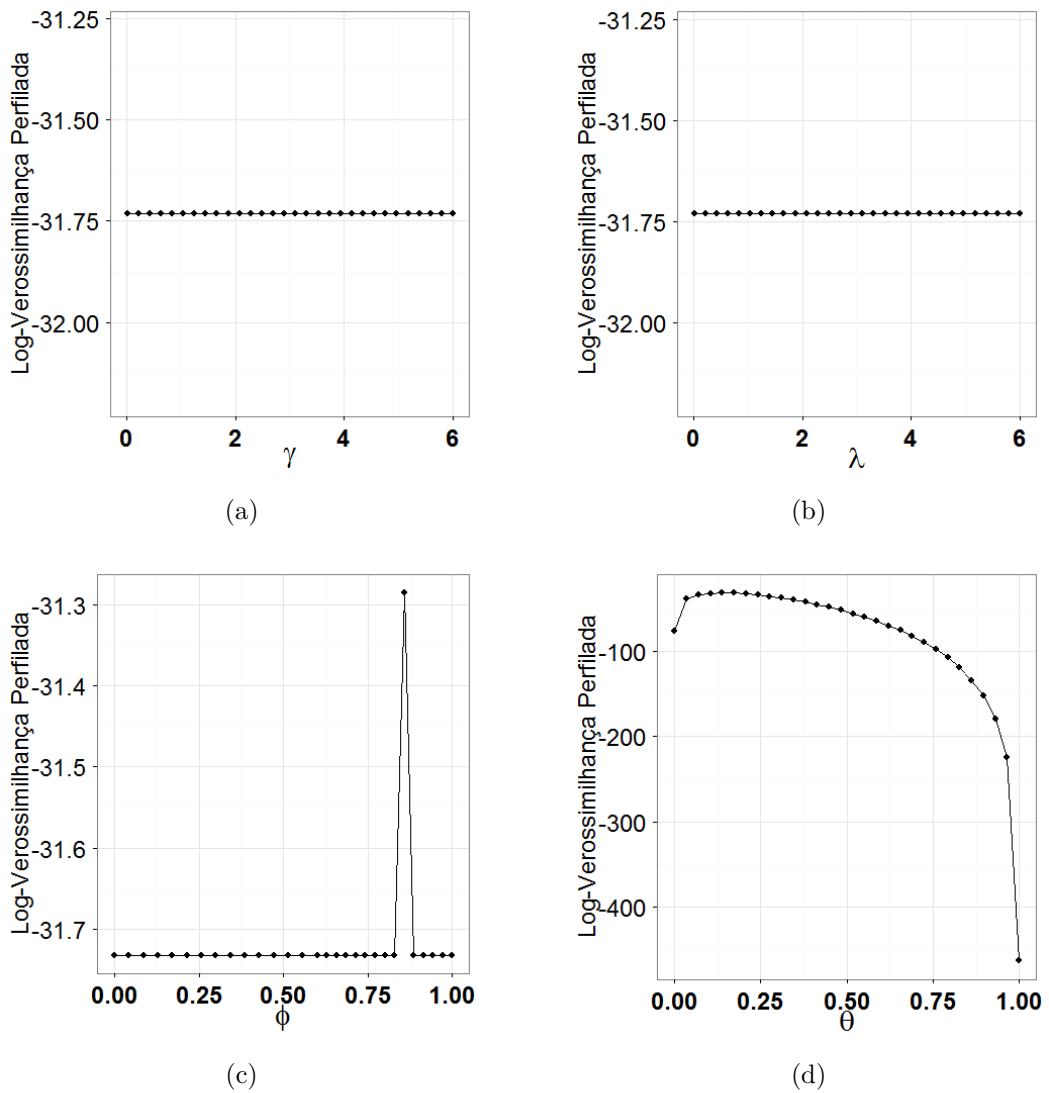 Log-Verossimilhança Perfilada
-31.25
-31.50
-31.75
-32.00
0 2 4 6
γ
(a)
Log-Verossimilhança Perfilada
-31.25
-31.50
-31.75
-32.00
0 2 4 6
λ
(b)
Log-Verossimilhança Perfilada
-31.3
-31.4
-31.5
-31.6
-31.7
0.00 0.25 0.50 0.75 1.00
ϕ
(c)
Log-Verossimilhança Perfilada
-100
-200
-300
-400
0.00 0.25 0.50 0.75 1.00
θ
(d)